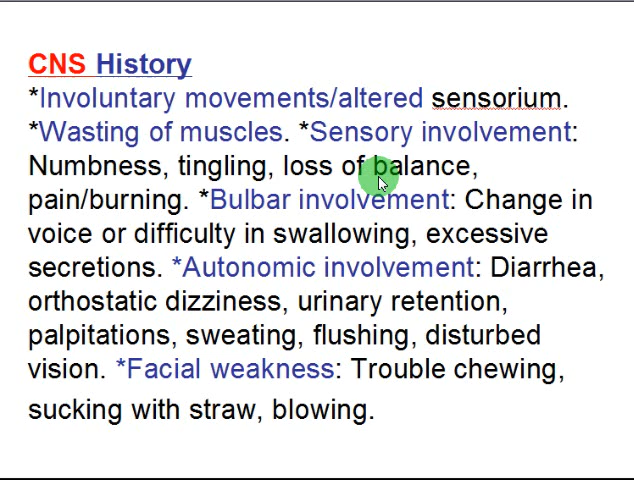 CNS History
*Involuntary movements/altered sensorium.
*Wasting of muscles. *Sensory involvement:
Numbness, tingling, loss of balance,
pain/burning. *Bulbar involvement: Change in
voice or difficulty in swallowing, excessive
secretions. *Autonomic involvement: Diarrhea,
orthostatic dizziness, urinary retention,
palpitations, sweating, flushing, disturbed
vision. *Facial weakness: Trouble chewing,
sucking with straw, blowing.